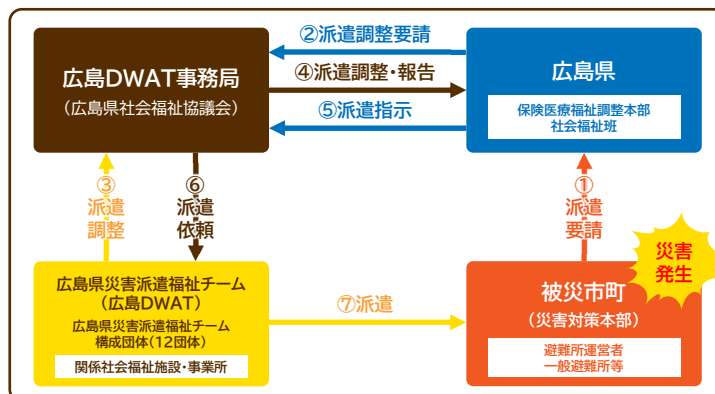 広島DWAT事務局
（広島県社会福祉協議会）
②派遣調整要請
④派遣調整・報告
⑤派遣指示
広島県
保険医療福祉調整本部
社会福祉班
③
派遣
調整
⑥
派遣
依頼
①
派遣
要請
災害
発生
広島県災害派遣福祉チーム
（広島DWAT）
広島県災害派遣福祉チーム
構成団体（12団体）
関係社会福祉施設・事業所
⑦派遣
被災市町
（災害対策本部）
避難所運営者
一般避難所等